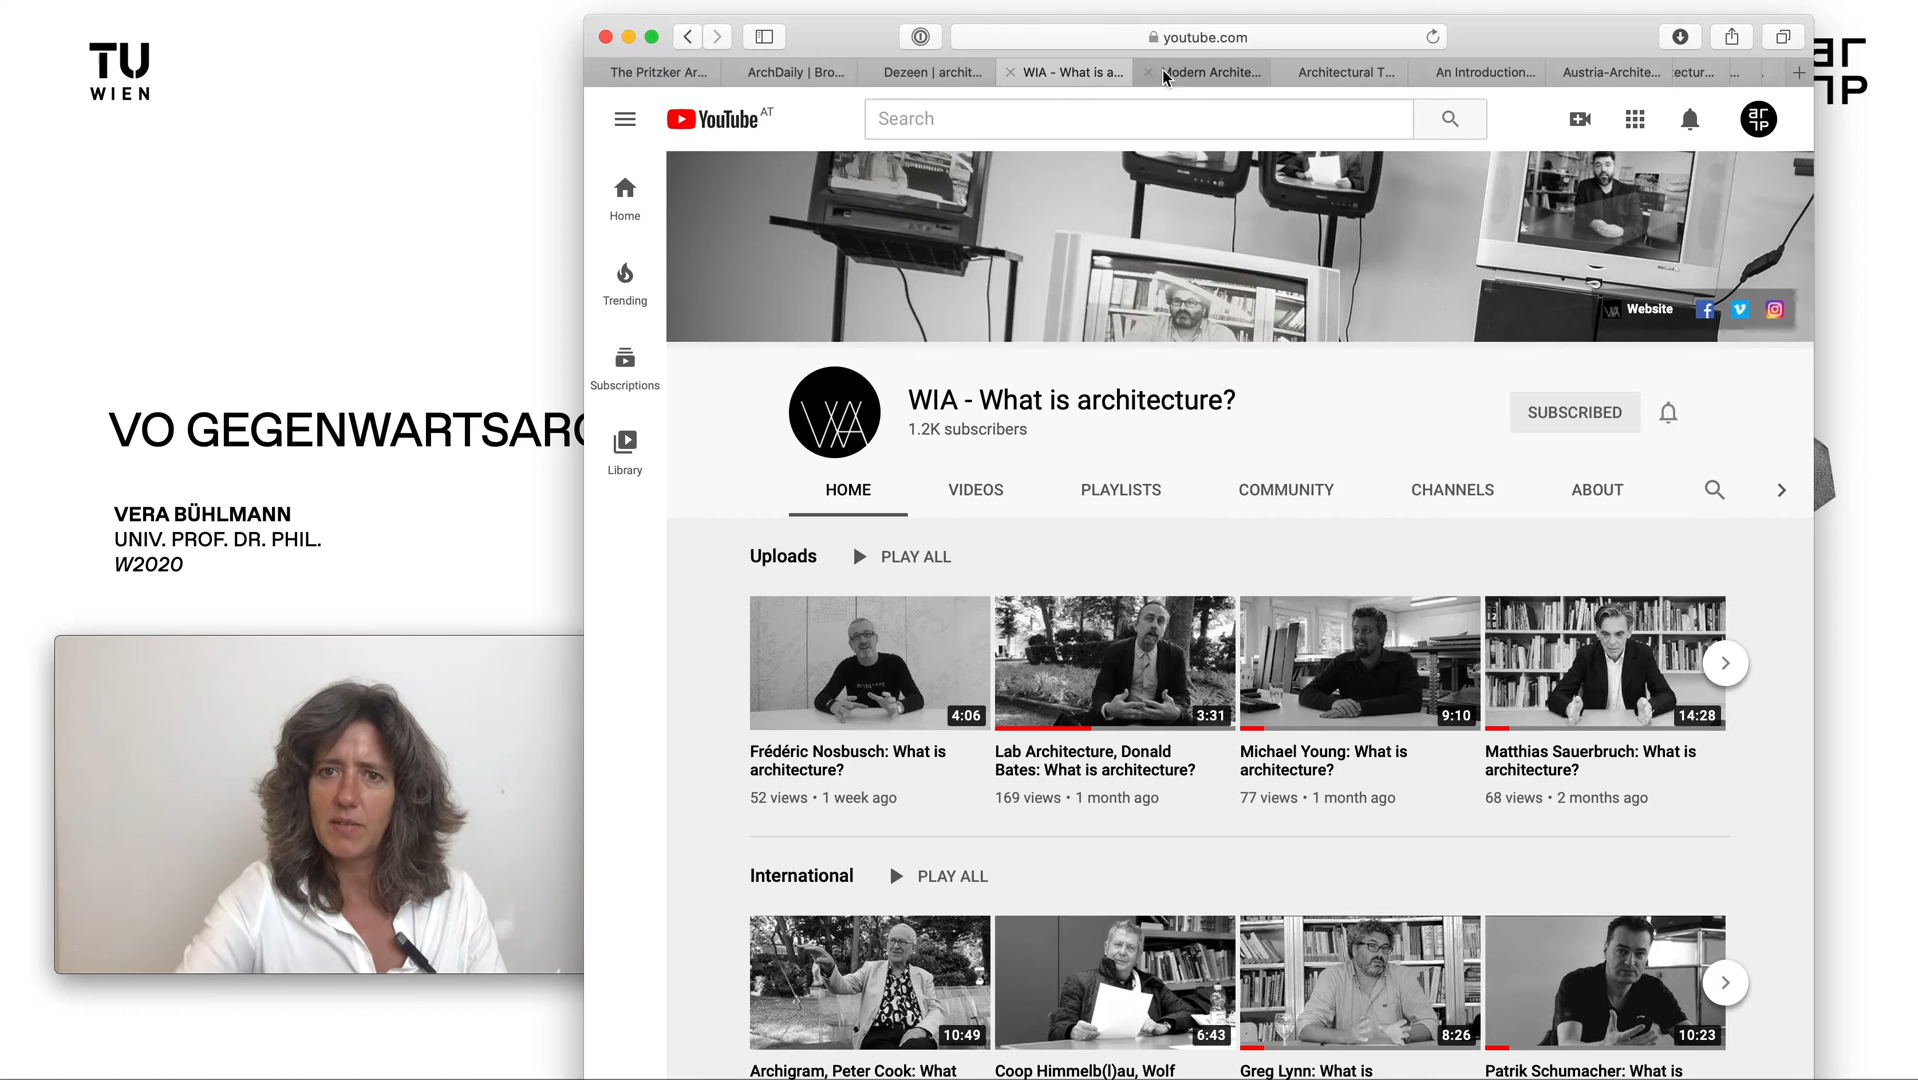 TU
WIEN
youtube.com
The Pritzker Ar...
ArchDaily | Bro...
Dezeen | archit...
WIA - What is a...
Modern Archite...
Architectural T...
An Introduction...
Austria-Archite...
tectur...
YouTube AT
Search
Home
Trending
Subscriptions
Library
Website
WIA - What is architecture?
1.2K subscribers
SUBSCRIBED
HOME
VIDEOS
PLAYLISTS
COMMUNITY
CHANNELS
ABOUT
Uploads
PLAY ALL
4:06
3:31
9:10
14:28
Frédéric Nosbusch: What is
architecture?
52 views • 1 week ago
Lab Architecture, Donald
Bates: What is architecture?
169 views • 1 month ago
Michael Young: What is
architecture?
77 views • 1 month ago
Matthias Sauerbruch: What is
architecture?
68 views • 2 months ago
International
PLAY ALL
10:49
6:43
8:26
10:23
Archigram, Peter Cook: What
Coop Himmelb(l)au, Wolf
Greg Lynn: What is
Patrik Schumacher: What is
VO GEGENWARTSARC
VERA BÜHLMANN
UNIV. PROF. DR. PHIL.
W2020